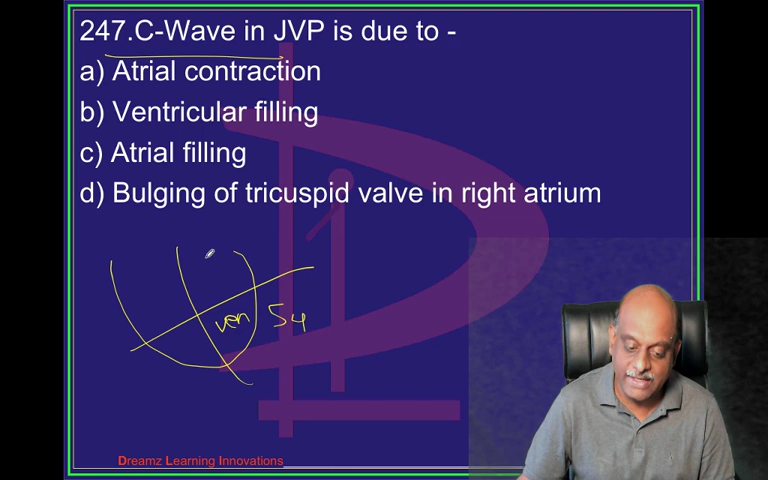 247.C-Wave in JVP is due to -
a) Atrial contraction
b) Ventricular filling
c) Atrial filling
d) Bulging of tricuspid valve in right atrium
ven
Dreamz Learning Innovations